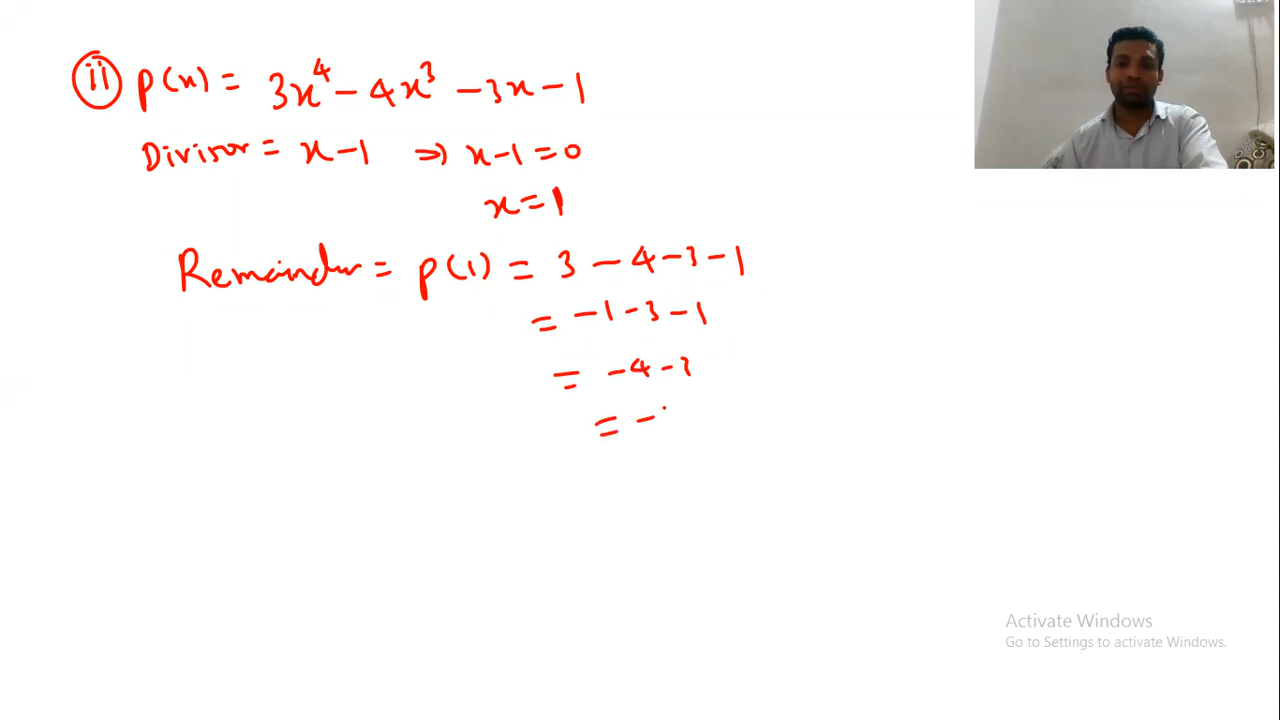 ii p(x) = 3x⁴ - 4x³ - 3x - 1
Divisor = x - 1 ⇒ x - 1 = 0
x = 1
Remainder = p(1) = 3 - 4 - 3 - 1
= -1 - 3 - 1
= -4 - 1
= -
Activate Windows
Go to Settings to activate Windows.